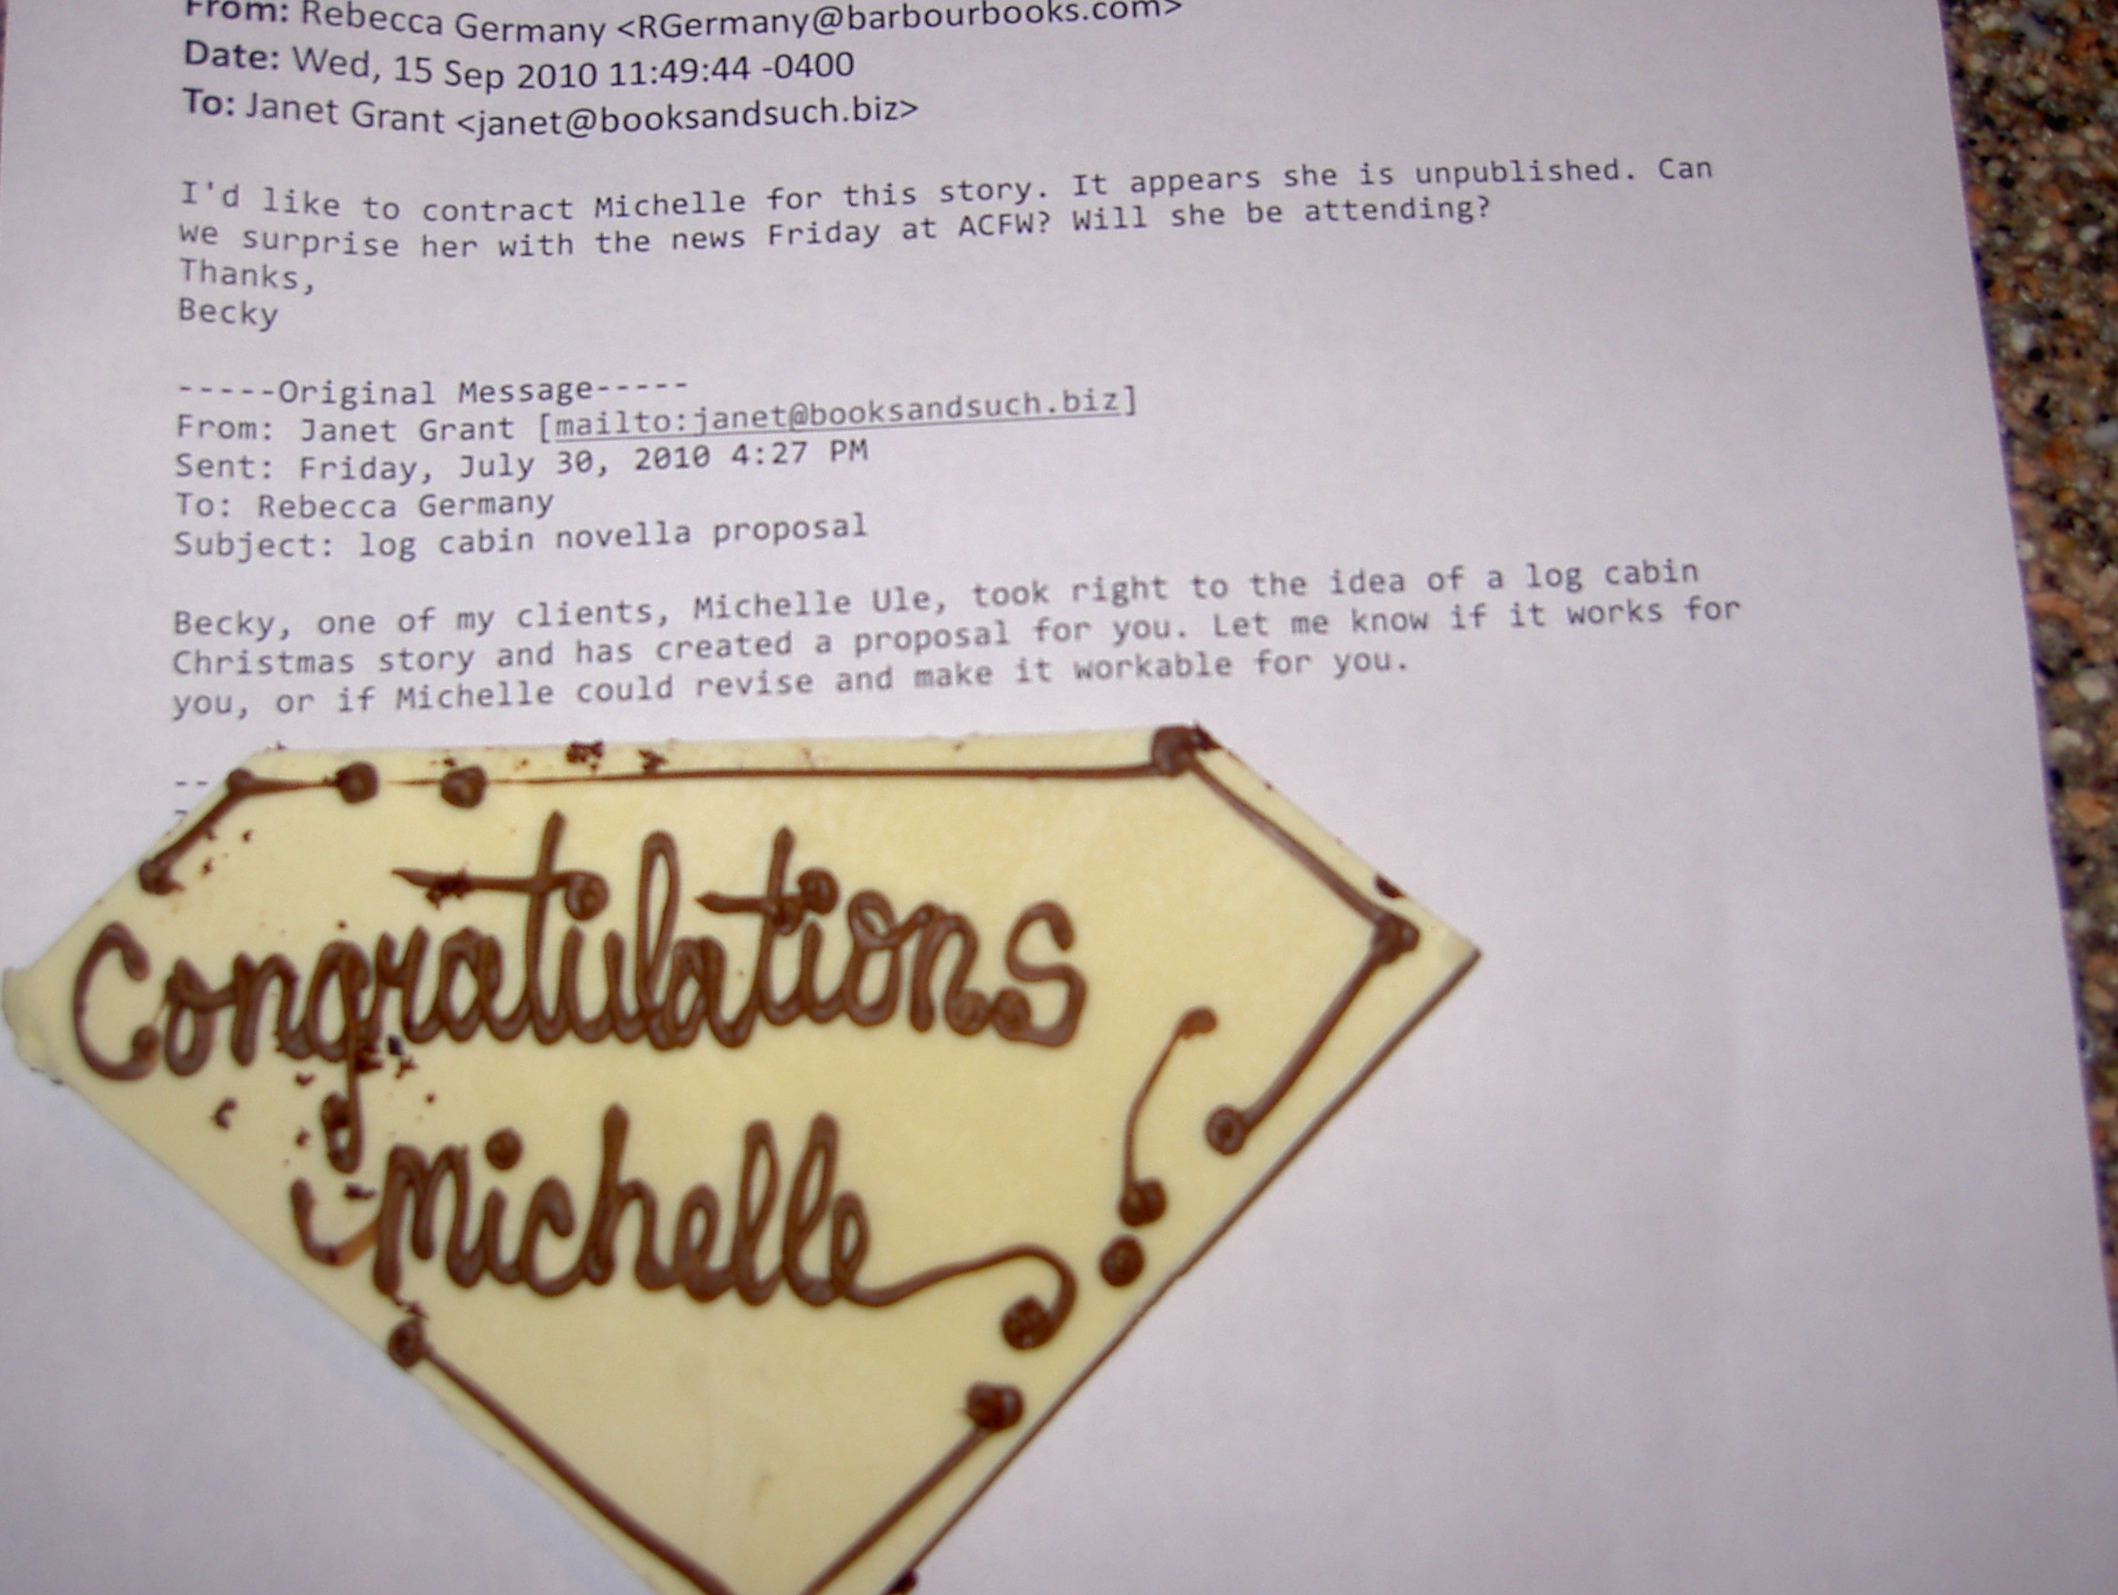 From: Rebecca Germany <RGermany@barbourbooks.com>
Date: Wed, 15 Sep 2010 11:49:44 -0400
To: Janet Grant <janet@booksandsuch.biz>
I'd like to contract Michelle for this story. It appears she is unpublished. Can
we surprise her with the news Friday at ACFW? Will she be attending?
Thanks,
Becky
-----Original Message-----
From: Janet Grant [mailto:janet@booksandsuch.biz]
Sent: Friday, July 30, 2010 4:27 PM
To: Rebecca Germany
Subject: log cabin novella proposal
Becky, one of my clients, Michelle Ule, took right to the idea of a log cabin
Christmas story and has created a proposal for you. Let me know if it works for
you, or if Michelle could revise and make it workable for you.
--
Congratulations
Michelle!